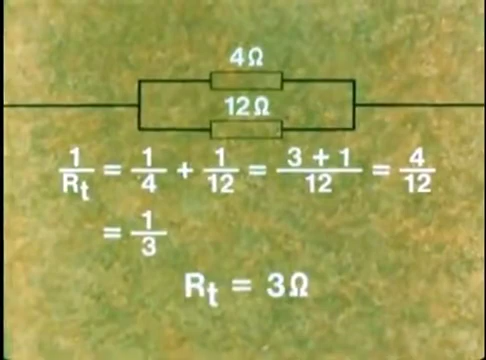 4Ω
12Ω
1/Rt = 1/4 + 1/12 = 3 + 1/12 = 4/12
= 1/3
Rt = 3Ω